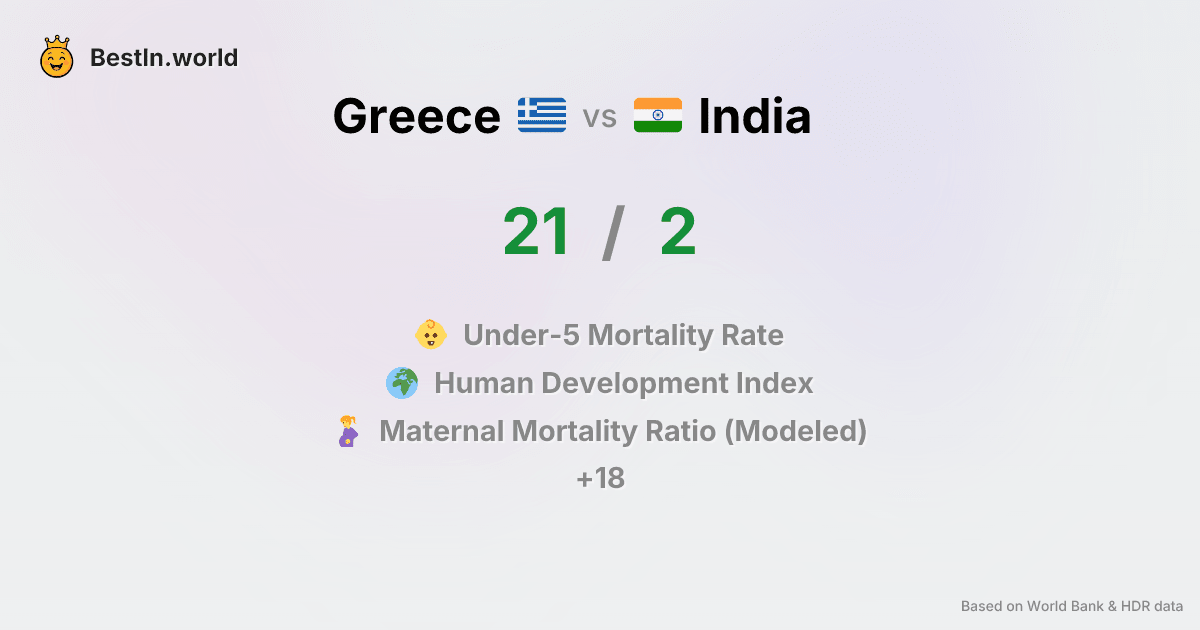 BestIn.world
Greece vs India
21 / 2
Under-5 Mortality Rate
Human Development Index
Maternal Mortality Ratio (Modeled)
+18
Based on World Bank & HDR data